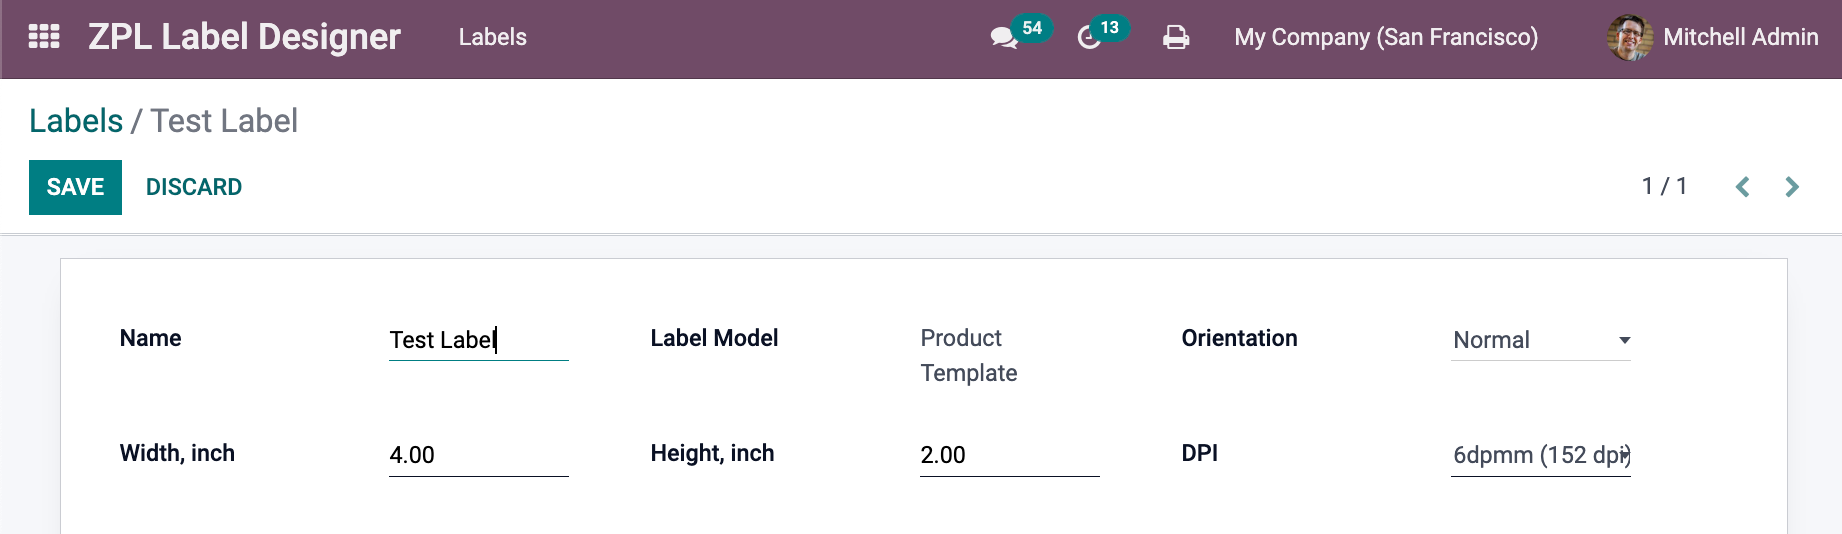 ZPL Label Designer Labels 54 13 My Company (San Francisco) Mitchell Admin
Labels / Test Label
SAVE DISCARD 1 / 1
Name Test Label Label Model Product Template Orientation Normal
Width, inch 4.00 Height, inch 2.00 DPI 6dpmm (152 dpi)